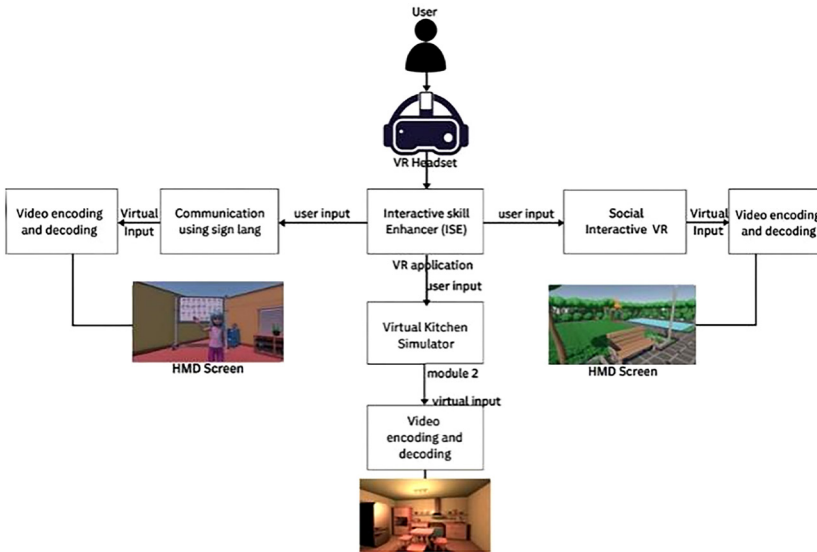 User
VR Headset
Video encoding
and decoding
Virtual
Input
Communication
using sign lang
user input
Interactive skill
Enhancer (ISE)
user input
Social
Interactive VR
Virtual
Input
Video encoding
and decoding
VR application
user input
Virtual Kitchen
Simulator
HMD Screen
HMD Screen
module 2
virtual input
Video
encoding and
decoding